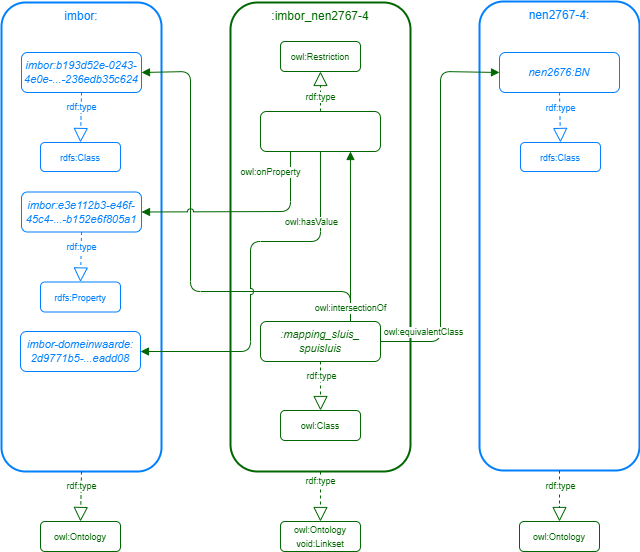 imbor:
imbor:b193d52e-0243-
4e0e-...-236edb35c624
rdf:type
rdfs:Class
imbor:e3e112b3-e46f-
45c4-...-b152e6f805a1
rdf:type
rdfs:Property
imbor-domeinwaarde:
2d9771b5-...eadd08
rdf:type
owl:Ontology
:imbor_nen2767-4
owl:Restriction
rdf:type
owl:onProperty
owl:hasValue
owl:intersectionOf
:mapping_sluis_
spuisluis
owl:equivalentClass
rdf:type
owl:Class
rdf:type
owl:Ontology
void:Linkset
nen2767-4:
nen2676:BN
rdf:type
rdfs:Class
rdf:type
owl:Ontology